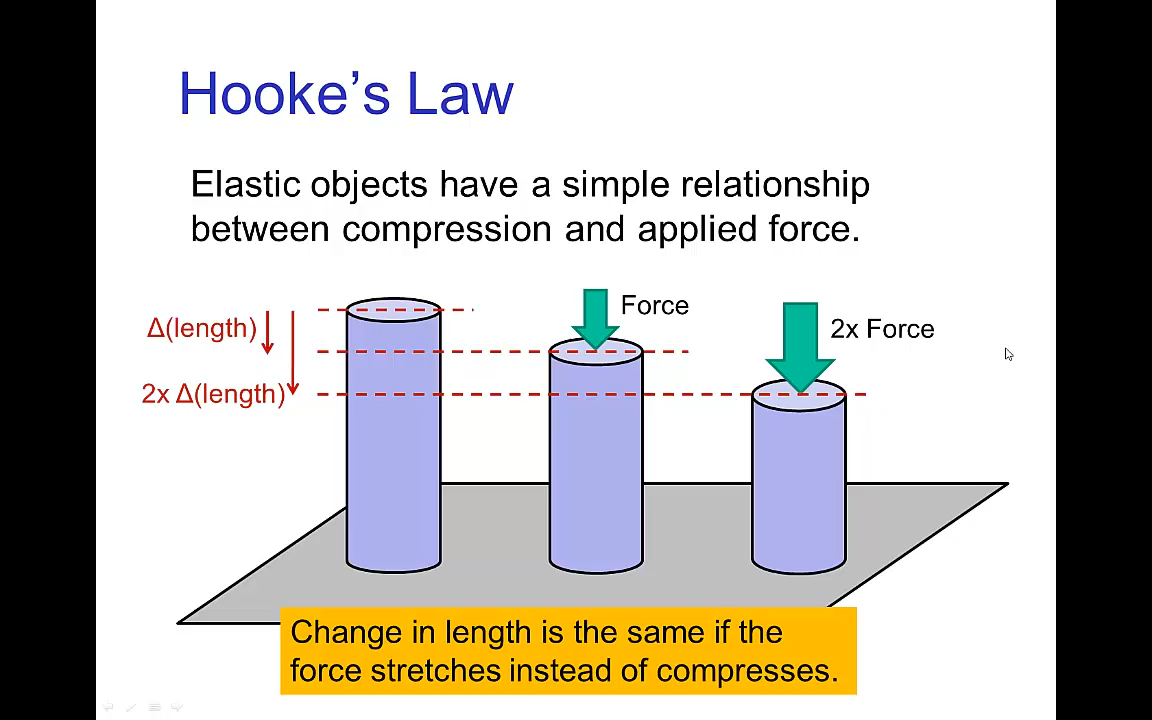 Hooke’s Law
Elastic objects have a simple relationship
between compression and applied force.
Δ(length)
Force
2x Force
2x Δ(length)
Change in length is the same if the
force stretches instead of compresses.